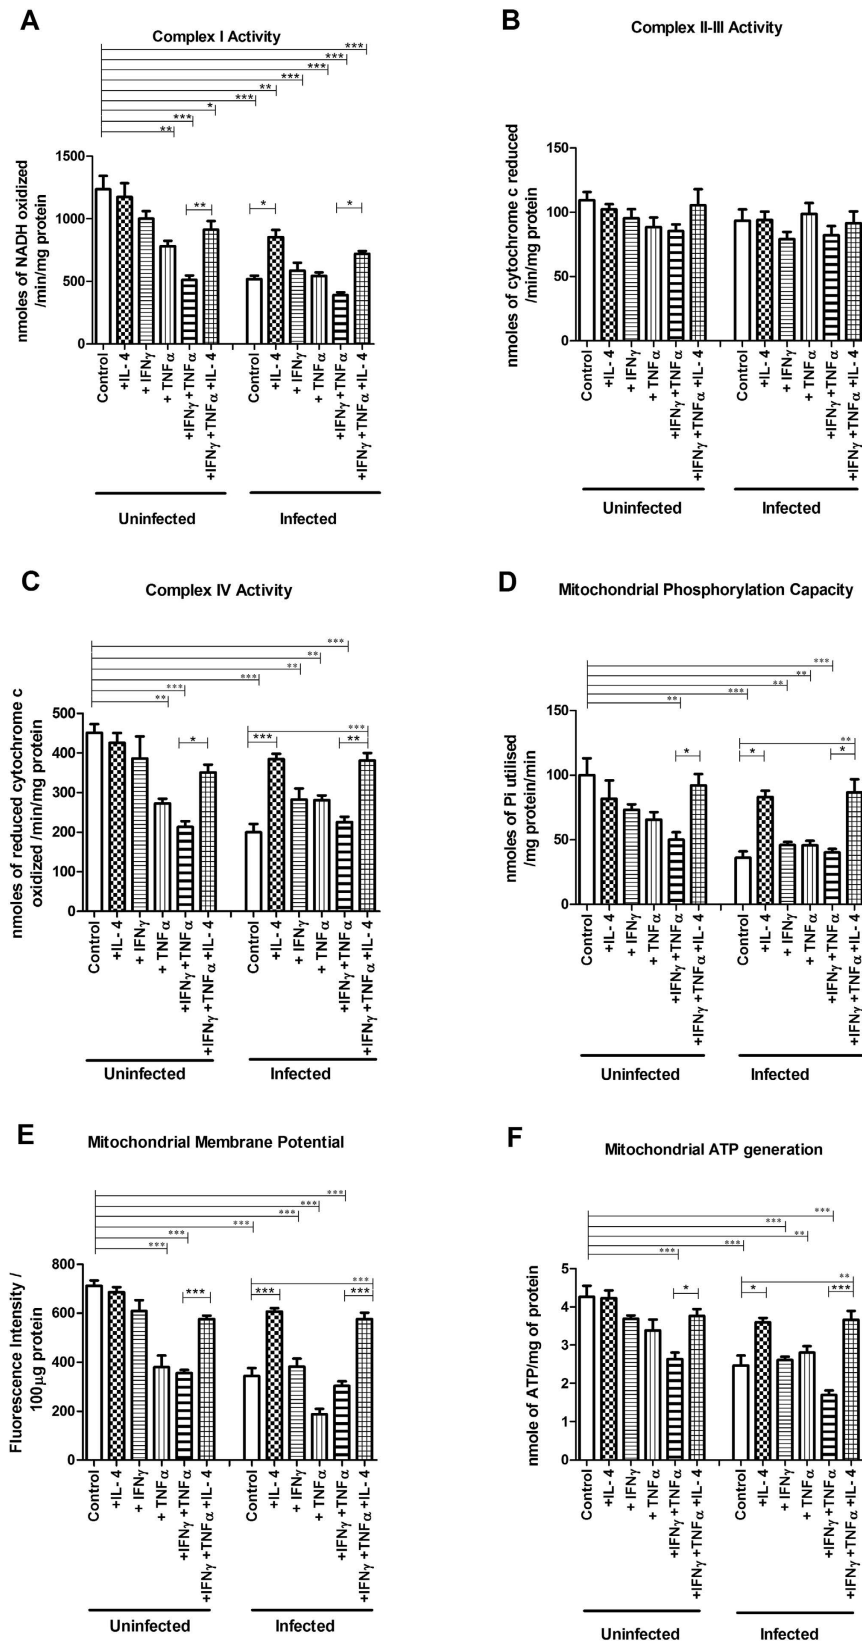 A
Complex I Activity
***
***
***
***
**
***
*
***
**
nmoles of NADH oxidized
/min/mg protein
1500
1000
500
0
**
*
*
Control
+IL- 4
+ IFNγ
+ TNFα
+IFNγ +TNFα
+IFNγ +TNFα +IL- 4
Control
+IL- 4
+ IFNγ
+ TNFα
+IFNγ +TNFα
+IFNγ +TNFα +IL- 4
Uninfected
Infected
B
Complex II-III Activity
nmoles of cytochrome c reduced
/min/mg protein
150
100
50
0
Control
+IL- 4
+ IFNγ
+ TNFα
+IFNγ +TNFα
+IFNγ +TNFα +IL- 4
Control
+IL- 4
+ IFNγ
+ TNFα
+IFNγ +TNFα
+IFNγ +TNFα +IL- 4
Uninfected
Infected
C
Complex IV Activity
***
**
**
***
***
**
nmoles of reduced cytochrome c
oxidized /min/mg protein
500
400
300
200
100
0
*
***
***
**
Control
+IL- 4
+ IFNγ
+ TNFα
+IFNγ +TNFα
+IFNγ +TNFα +IL- 4
Control
+IL- 4
+ IFNγ
+ TNFα
+IFNγ +TNFα
+IFNγ +TNFα +IL- 4
Uninfected
Infected
D
Mitochondrial Phosphorylation Capacity
***
**
**
***
**
nmoles of Pi utilised
/mg protein/min
150
100
50
0
*
**
*
*
Control
+IL- 4
+ IFNγ
+ TNFα
+IFNγ +TNFα
+IFNγ +TNFα +IL- 4
Control
+IL- 4
+ IFNγ
+ TNFα
+IFNγ +TNFα
+IFNγ +TNFα +IL- 4
Uninfected
Infected
E
Mitochondrial Membrane Potential
***
***
***
***
***
***
Fluorescence Intensity /
100µg protein
800
600
400
200
0
***
***
***
***
Control
+IL- 4
+ IFNγ
+ TNFα
+IFNγ +TNFα
+IFNγ +TNFα +IL- 4
Control
+IL- 4
+ IFNγ
+ TNFα
+IFNγ +TNFα
+IFNγ +TNFα +IL- 4
Uninfected
Infected
F
Mitochondrial ATP generation
***
***
**
***
***
nmole of ATP/mg of protein
5
4
3
2
1
0
*
**
*
***
Control
+IL- 4
+ IFNγ
+ TNFα
+IFNγ +TNFα
+IFNγ +TNFα +IL- 4
Control
+IL- 4
+ IFNγ
+ TNFα
+IFNγ +TNFα
+IFNγ +TNFα +IL- 4
Uninfected
Infected